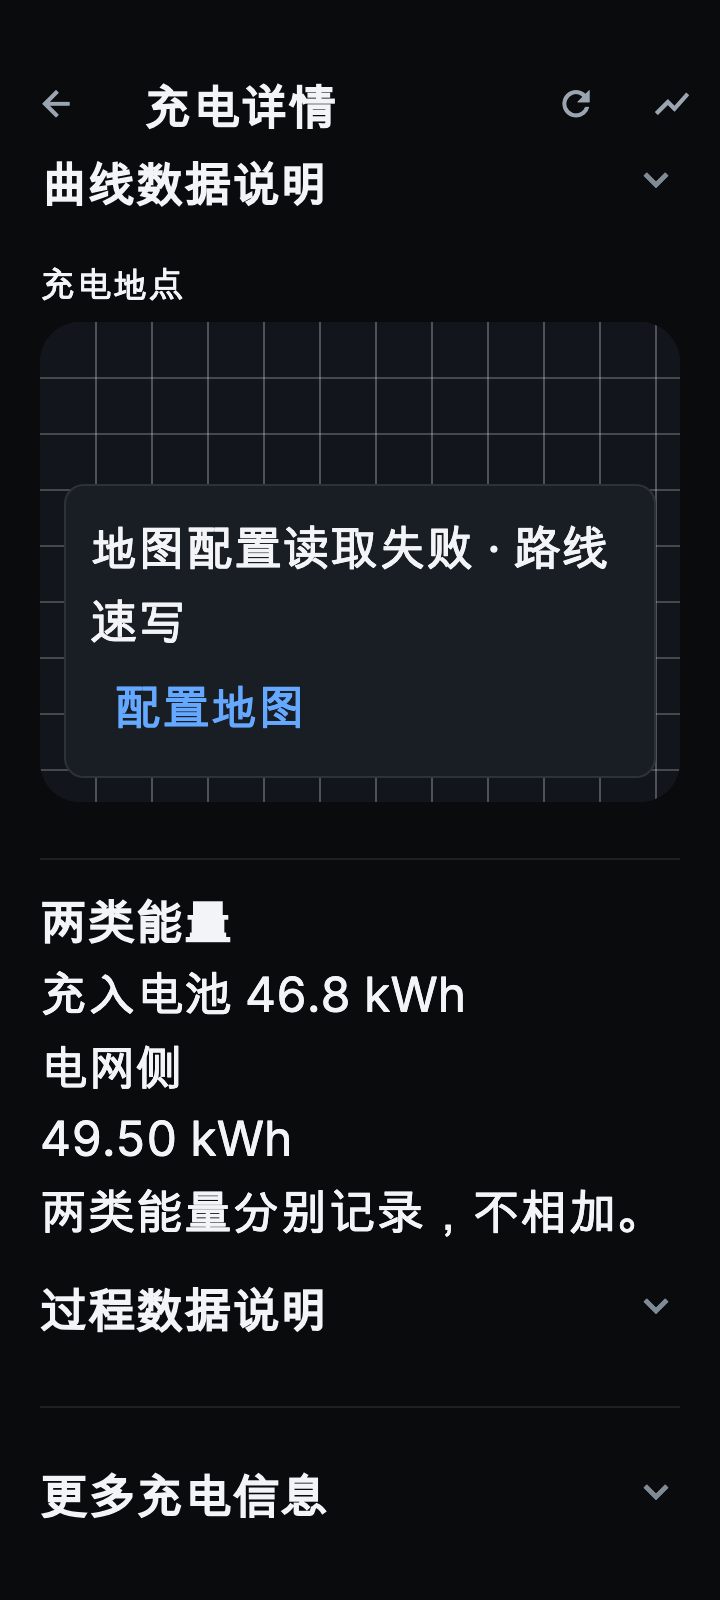 充电详情
曲线数据说明
充电地点
地图配置读取失败 · 路线
速写
配置地图
两类能量
充入电池 46.8 kWh
电网侧
49.50 kWh
两类能量分别记录，不相加。
过程数据说明
更多充电信息